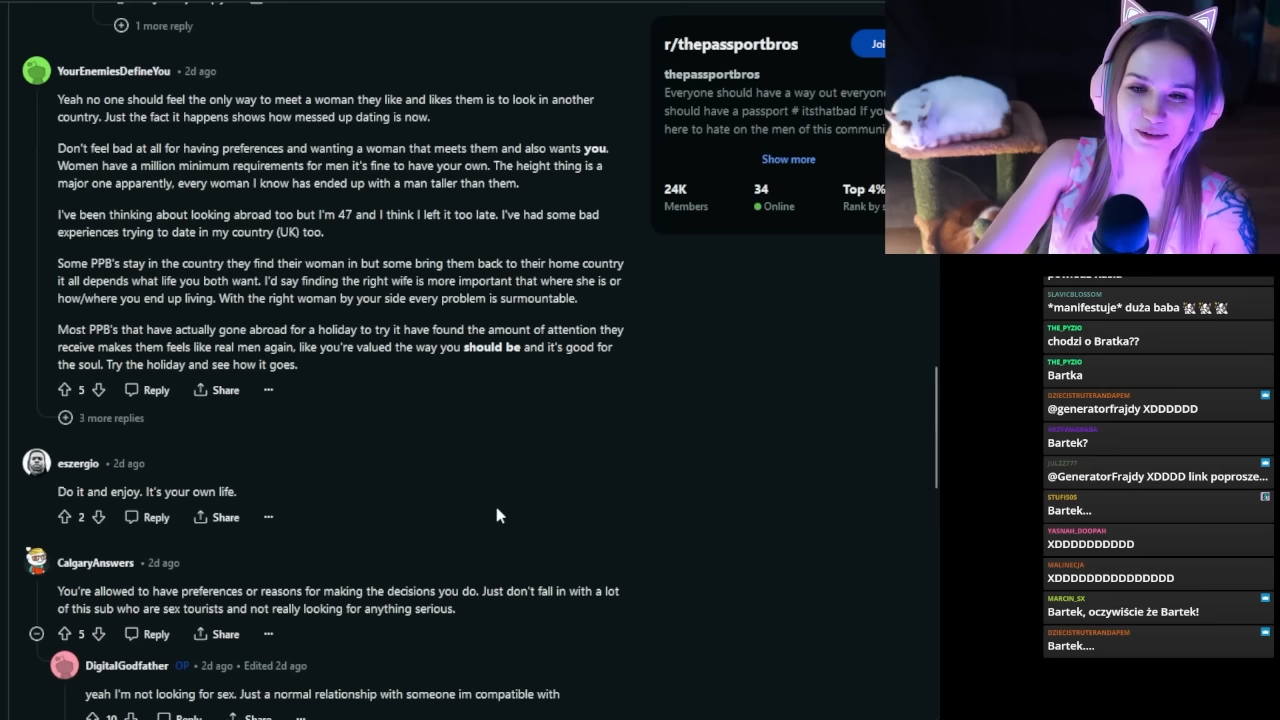 1 more reply
YourEnemiesDefineYou • 2d ago
Yeah no one should feel the only way to meet a woman they like and likes them is to look in another
country. Just the fact it happens shows how messed up dating is now.
Don't feel bad at all for having preferences and wanting a woman that meets them and also wants you.
Women have a million minimum requirements for men it's fine to have your own. The height thing is a
major one apparently, every woman I know has ended up with a man taller than them.
I've been thinking about looking abroad too but I'm 47 and I think I left it too late. I've had some bad
experiences trying to date in my country (UK) too.
Some PPB's stay in the country they find their woman in but some bring them back to their home country
it all depends what life you both want. I'd say finding the right wife is more important that where she is or
how/where you end up living. With the right woman by your side every problem is surmountable.
Most PPB's that have actually gone abroad for a holiday to try it have found the amount of attention they
receive makes them feels like real men again, like you're valued the way you should be and it's good for
the soul. Try the holiday and see how it goes.
5 Reply Share
3 more replies
eszergio • 2d ago
Do it and enjoy. It's your own life.
2 Reply Share
CalgaryAnswers • 2d ago
You're allowed to have preferences or reasons for making the decisions you do. Just don't fall in with a lot
of this sub who are sex tourists and not really looking for anything serious.
5 Reply Share
DigitalGodfather OP • 2d ago • Edited 2d ago
yeah I'm not looking for sex. Just a normal relationship with someone im compatible with
10 Reply Share
r/thepassportbros Joi
thepassportbros
Everyone should have a way out everyone
should have a passport # itsthatbad If you
here to hate on the men of this communi
Show more
24K 34 Top 4%
Members Online Rank by s
SLAVICBLOSSOM
*manifestuje* duża baba
THE_PYZIO
chodzi o Bratka??
THE_PYZIO
Bartka
DZIECISTRUTERANDAPEM
@generatorfrajdy XDDDDDD
Bartek?
JULZZ777
@GeneratorFrajdy XDDDD link poprosze...
STUFI505
Bartek...
YASNAH_DOOPAH
XDDDDDDDDDD
MALINECJA
XDDDDDDDDDDDDDDD
MARCIN_SX
Bartek, oczywiście że Bartek!
DZIECISTRUTERANDAPEM
Bartek....